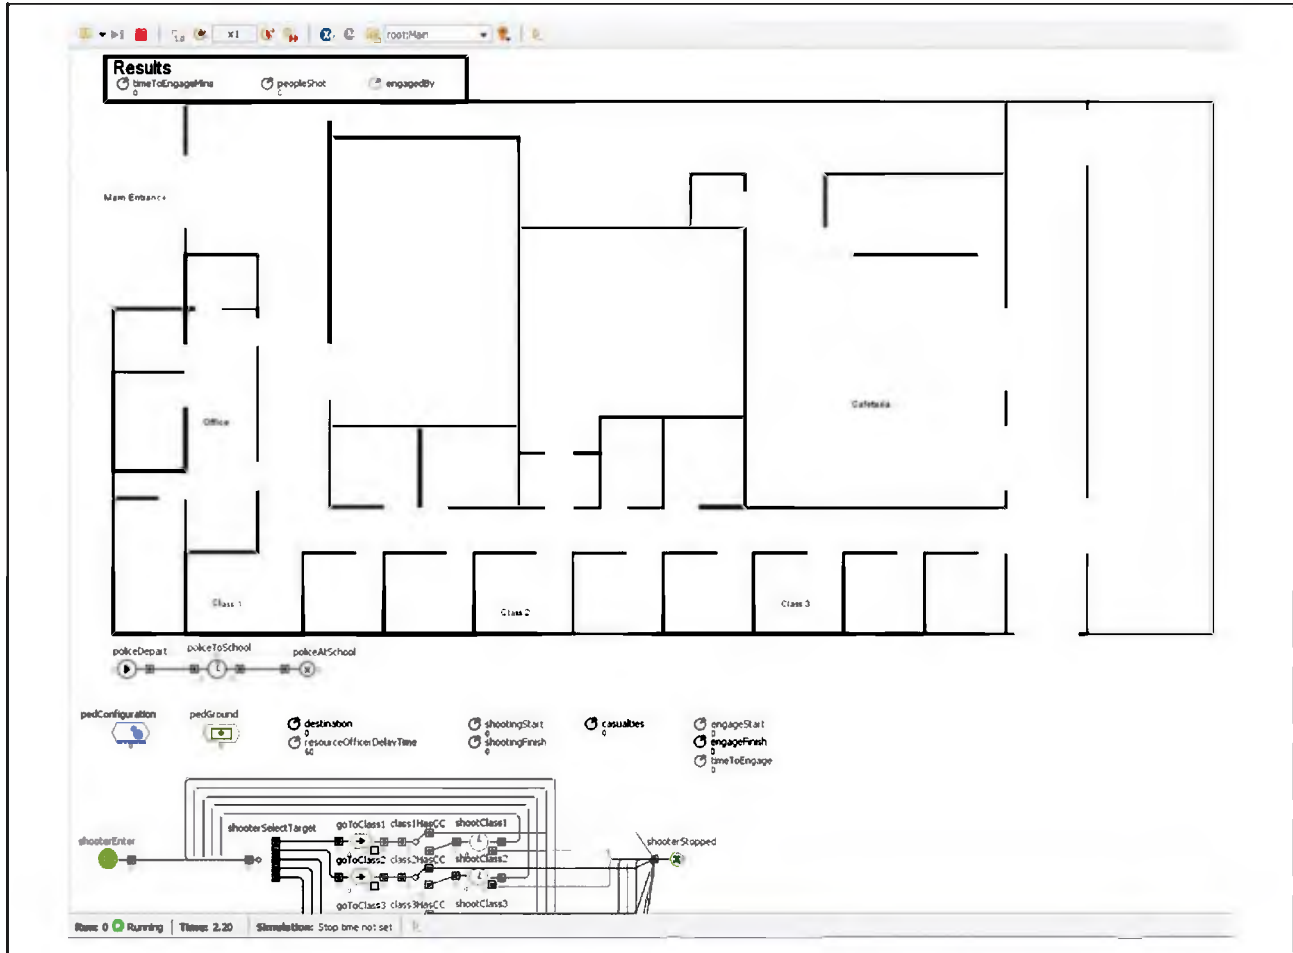 x1 root:Main
Results
timeToEngageMins peopleShot engagedBy
0
Main Entrance
Office
Cafeteria
Class 1
Class 2
Class 3
policeDepart policeToSchool policeAtSchool
pedConfiguration pedGround
destination shootingStart casualties engageStart
0 0 0 0
resourceOfficerDelayTime shootingFinish engageFinish
60 0 0
timeToEngage
0
goToClass1 class1HasCC shootClass1
shooterSelectTarget
shooterEnter shooterStopped
goToClass2 class2HasCC shootClass2
goToClass3 class3HasCC shootClass3
Run: 0 Running Time: 2.20 Simulation: Stop time not set